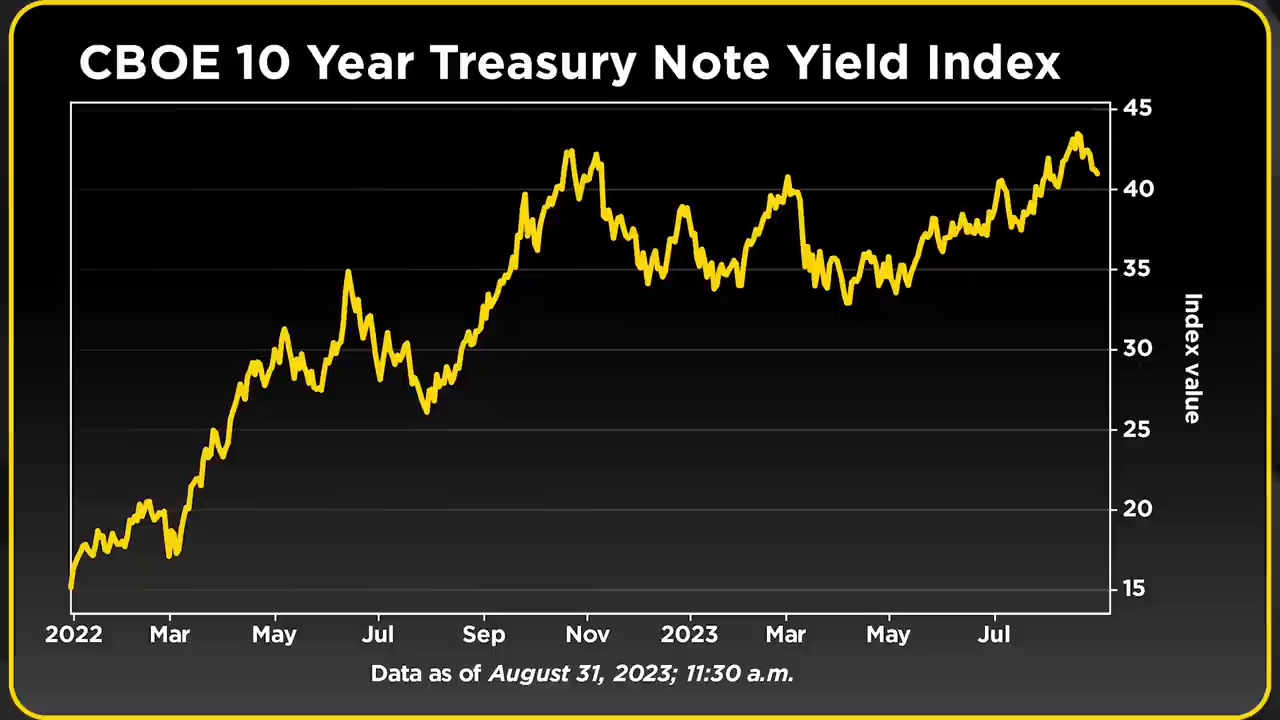 CBOE 10 Year Treasury Note Yield Index
45
40
35
30
25
20
15
Index value
2022 Mar May Jul Sep Nov 2023 Mar May Jul
Data as of August 31, 2023; 11:30 a.m.